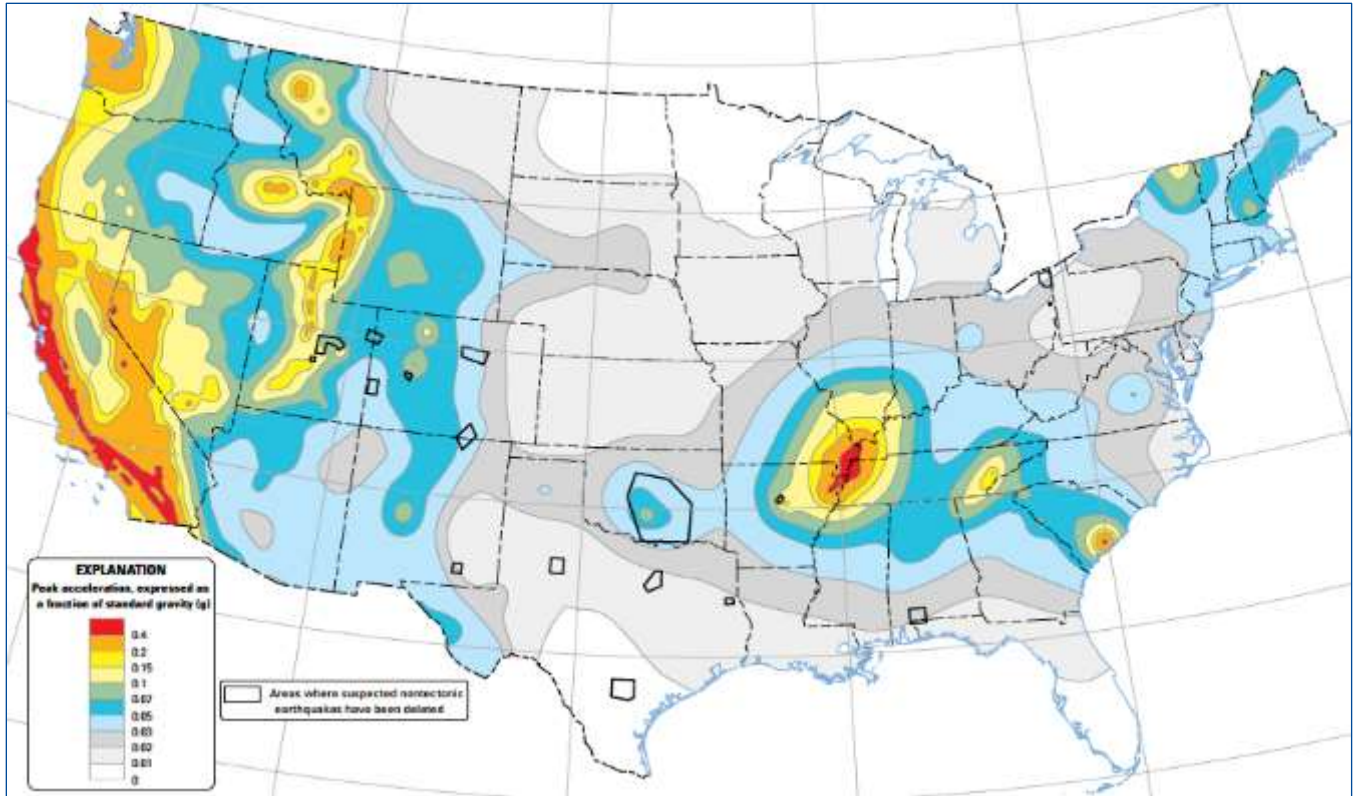 EXPLANATION
Peak acceleration, expressed as
a fraction of standard gravity (g)
0.4
0.2
0.15
0.1
0.07
0.05
0.03
0.02
0.01
0
Areas where suspected nontectonic
earthquakes have been deleted